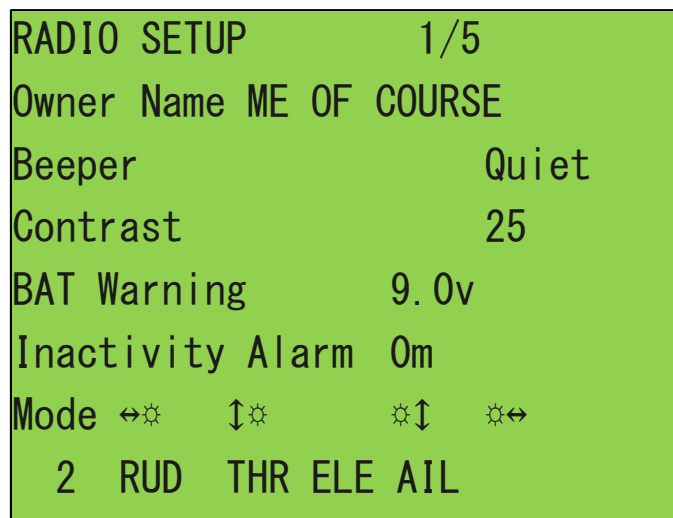 RADIO SETUP 1/5
Owner Name ME OF COURSE
Beeper Quiet
Contrast 25
BAT Warning 9.0v
Inactivity Alarm 0m
Mode ↔☼ ↕☼ ☼↕ ☼↔
2 RUD THR ELE AIL